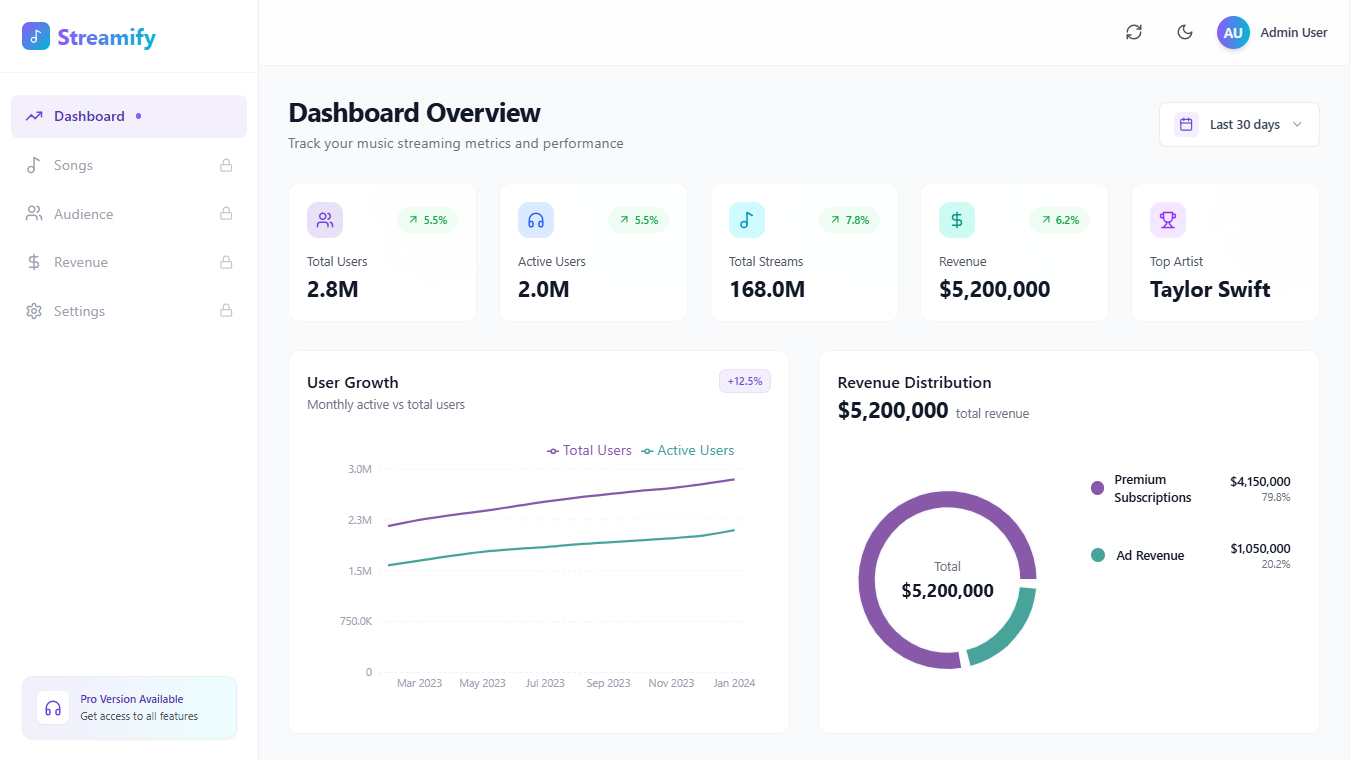 Streamify
AU
Admin User
Dashboard
Songs
Audience
Revenue
Settings
Pro Version Available
Get access to all features
Dashboard Overview
Track your music streaming metrics and performance
Last 30 days
5.5%
Total Users
2.8M
5.5%
Active Users
2.0M
7.8%
Total Streams
168.0M
6.2%
Revenue
$5,200,000
Top Artist
Taylor Swift
User Growth
+12.5%
Monthly active vs total users
Total Users Active Users
3.0M
2.3M
1.5M
750.0K
0
Mar 2023 May 2023 Jul 2023 Sep 2023 Nov 2023 Jan 2024
Revenue Distribution
$5,200,000 total revenue
Total
$5,200,000
Premium
Subscriptions
$4,150,000
79.8%
Ad Revenue
$1,050,000
20.2%